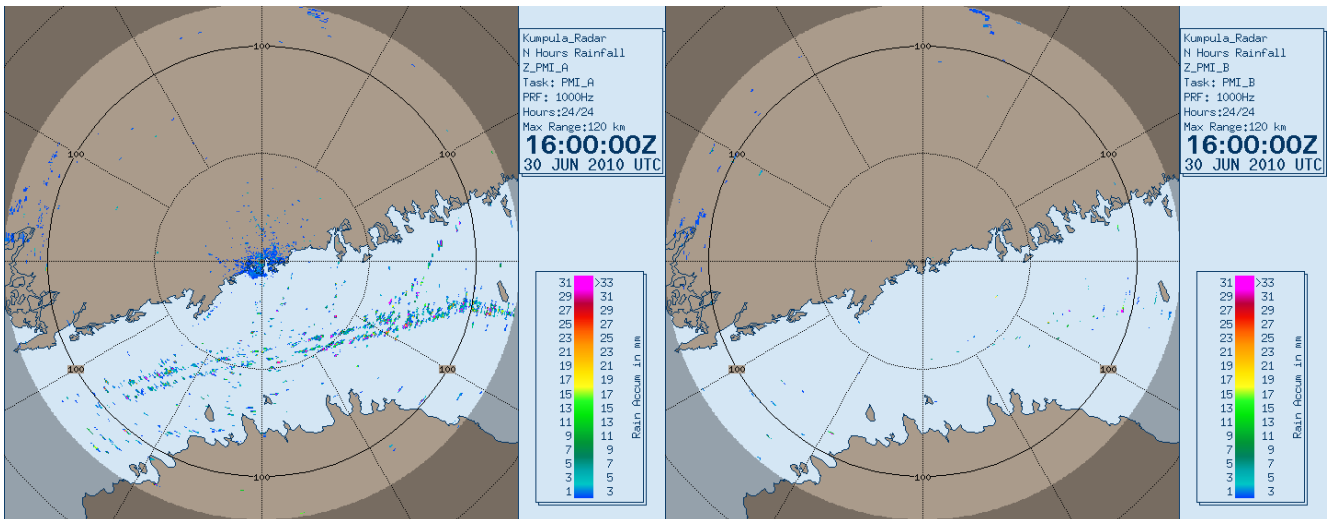 Kumpula_Radar
N Hours Rainfall
Z_PMI_A
Task: PMI_A
PRF: 1000Hz
Hours:24/24
Max Range:120 km
16:00:00Z
30 JUN 2010 UTC
100
100
100
100
100
100
31 >33
29 31
27 29
25 27
23 25
21 23
19 21
17 19
15 17
13 15
11 13
9 11
7 9
5 7
3 5
1 3
Rain Accum in mm
Kumpula_Radar
N Hours Rainfall
Z_PMI_B
Task: PMI_B
PRF: 1000Hz
Hours:24/24
Max Range:120 km
16:00:00Z
30 JUN 2010 UTC
100
100
100
100
100
100
31 >33
29 31
27 29
25 27
23 25
21 23
19 21
17 19
15 17
13 15
11 13
9 11
7 9
5 7
3 5
1 3
Rain Accum in mm